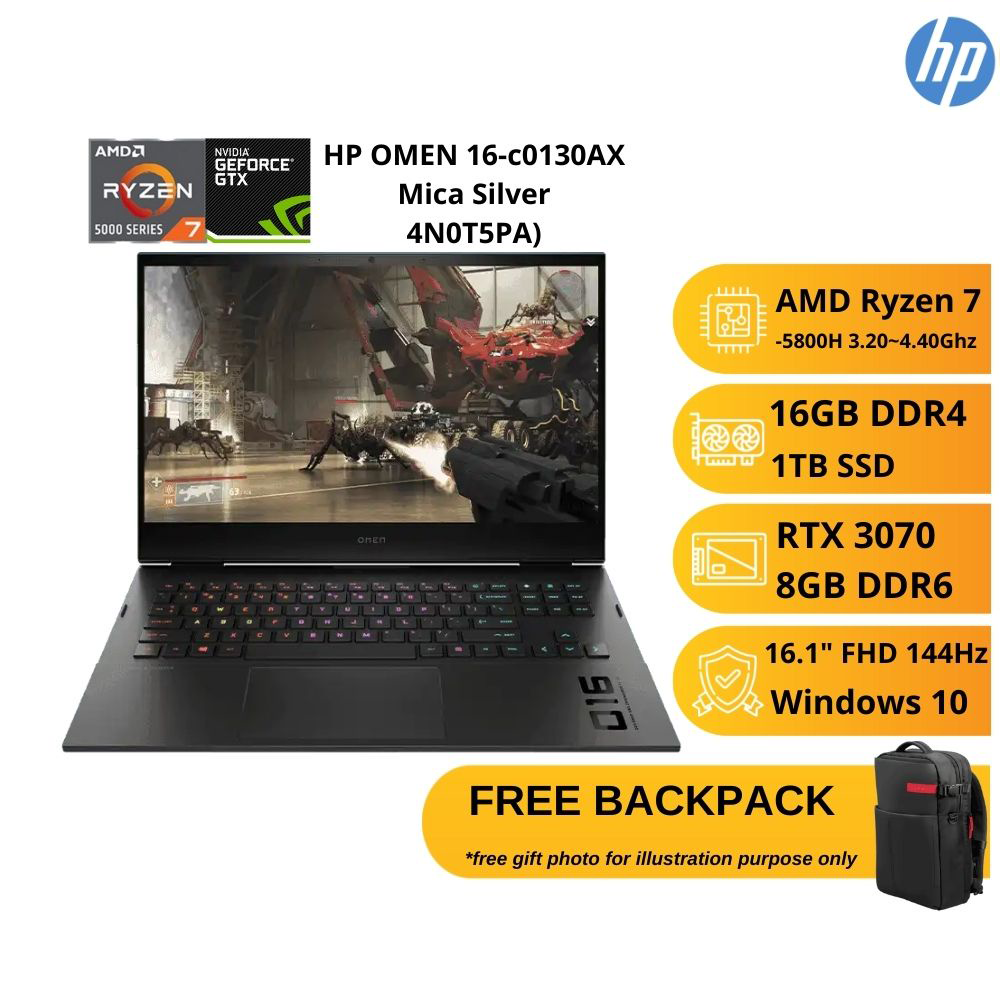 hp
AMD
RYZEN
5000 SERIES 7
NVIDIA
GEFORCE
GTX
HP OMEN 16-c0130AX
Mica Silver
4N0T5PA)
AMD Ryzen 7
-5800H 3.20~4.40Ghz
16GB DDR4
1TB SSD
RTX 3070
8GB DDR6
16.1" FHD 144Hz
Windows 10
63
OMEN
Q W E R T Y U I O P
A S D F G H J K L
Z X C V B N M
016
FREE BACKPACK
*free gift photo for illustration purpose only